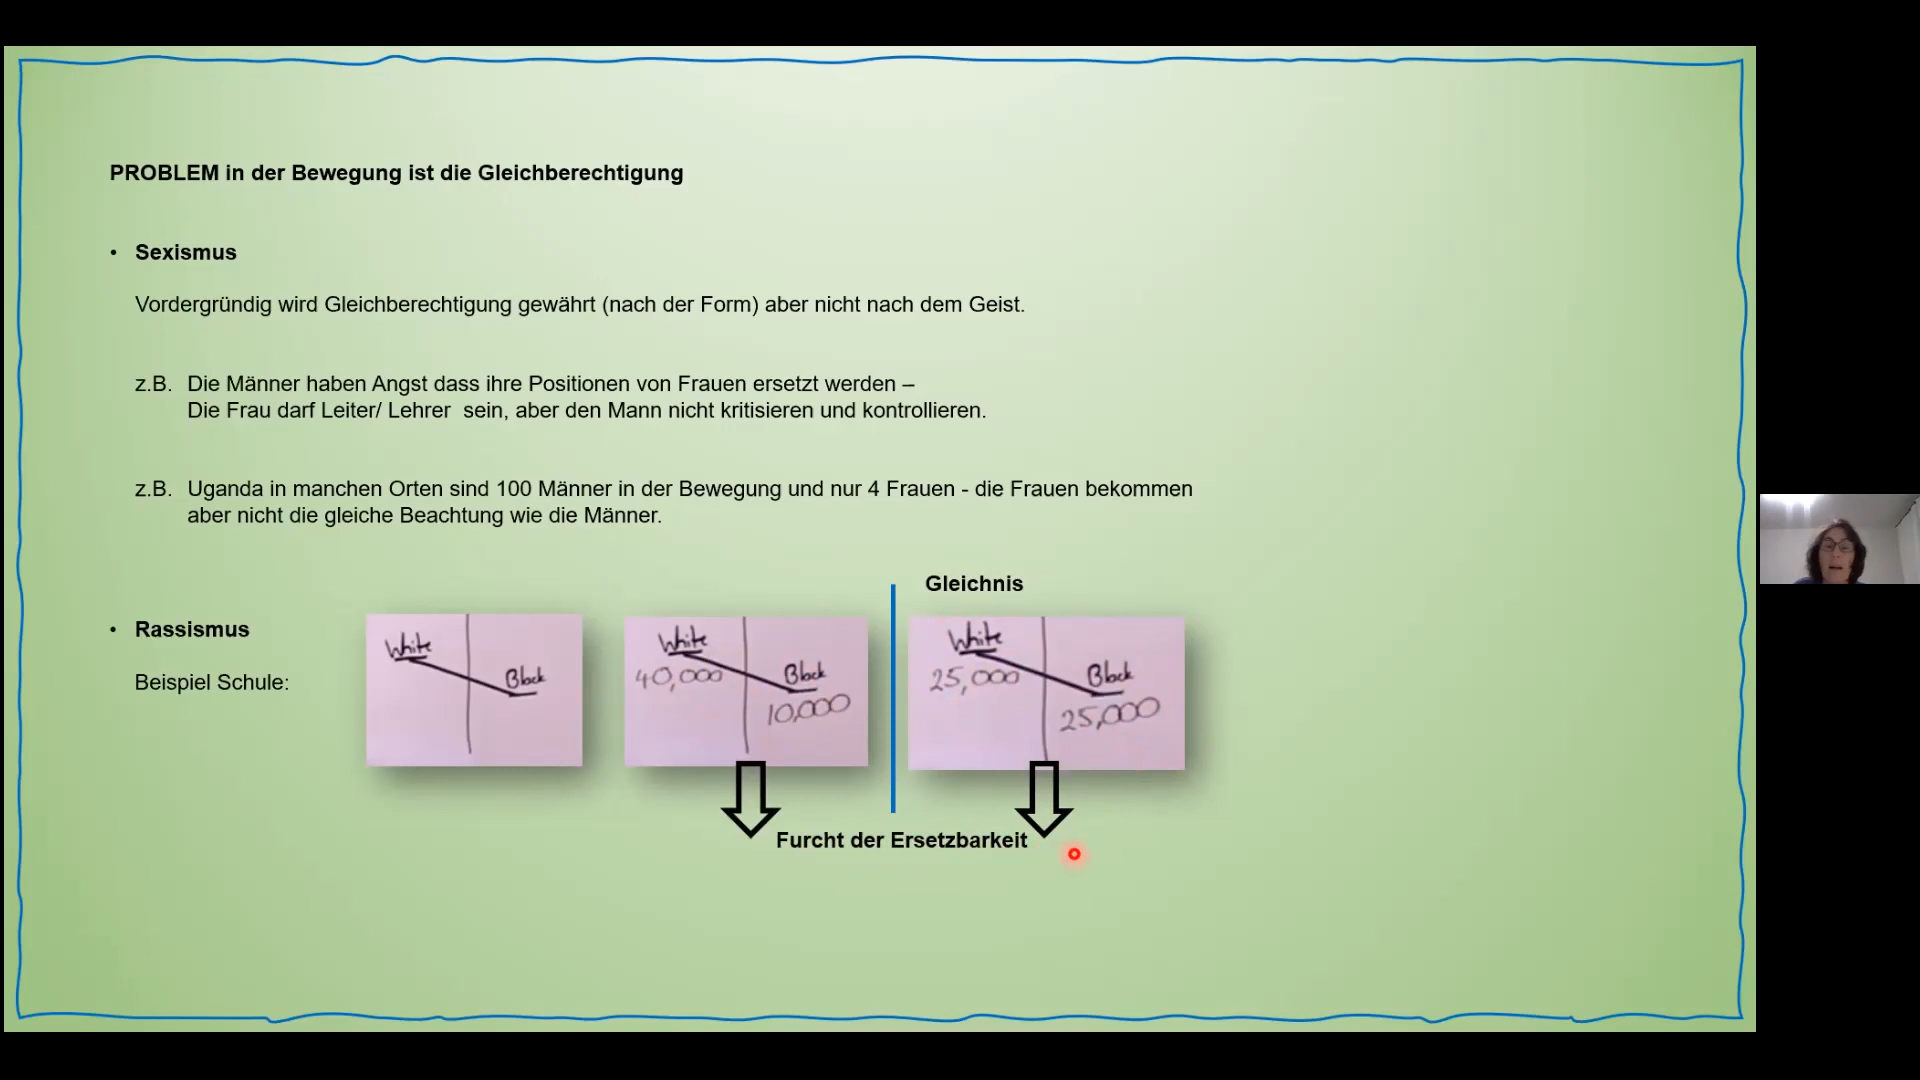 PROBLEM in der Bewegung ist die Gleichberechtigung
• Sexismus
Vordergründig wird Gleichberechtigung gewährt (nach der Form) aber nicht nach dem Geist.
z.B. Die Männer haben Angst dass ihre Positionen von Frauen ersetzt werden –
Die Frau darf Leiter/ Lehrer sein, aber den Mann nicht kritisieren und kontrollieren.
z.B. Uganda in manchen Orten sind 100 Männer in der Bewegung und nur 4 Frauen - die Frauen bekommen
aber nicht die gleiche Beachtung wie die Männer.
Gleichnis
• Rassismus
Beispiel Schule:
White
Black
White
40,000
Black
10,000
White
25,000
Black
25,000
Furcht der Ersetzbarkeit